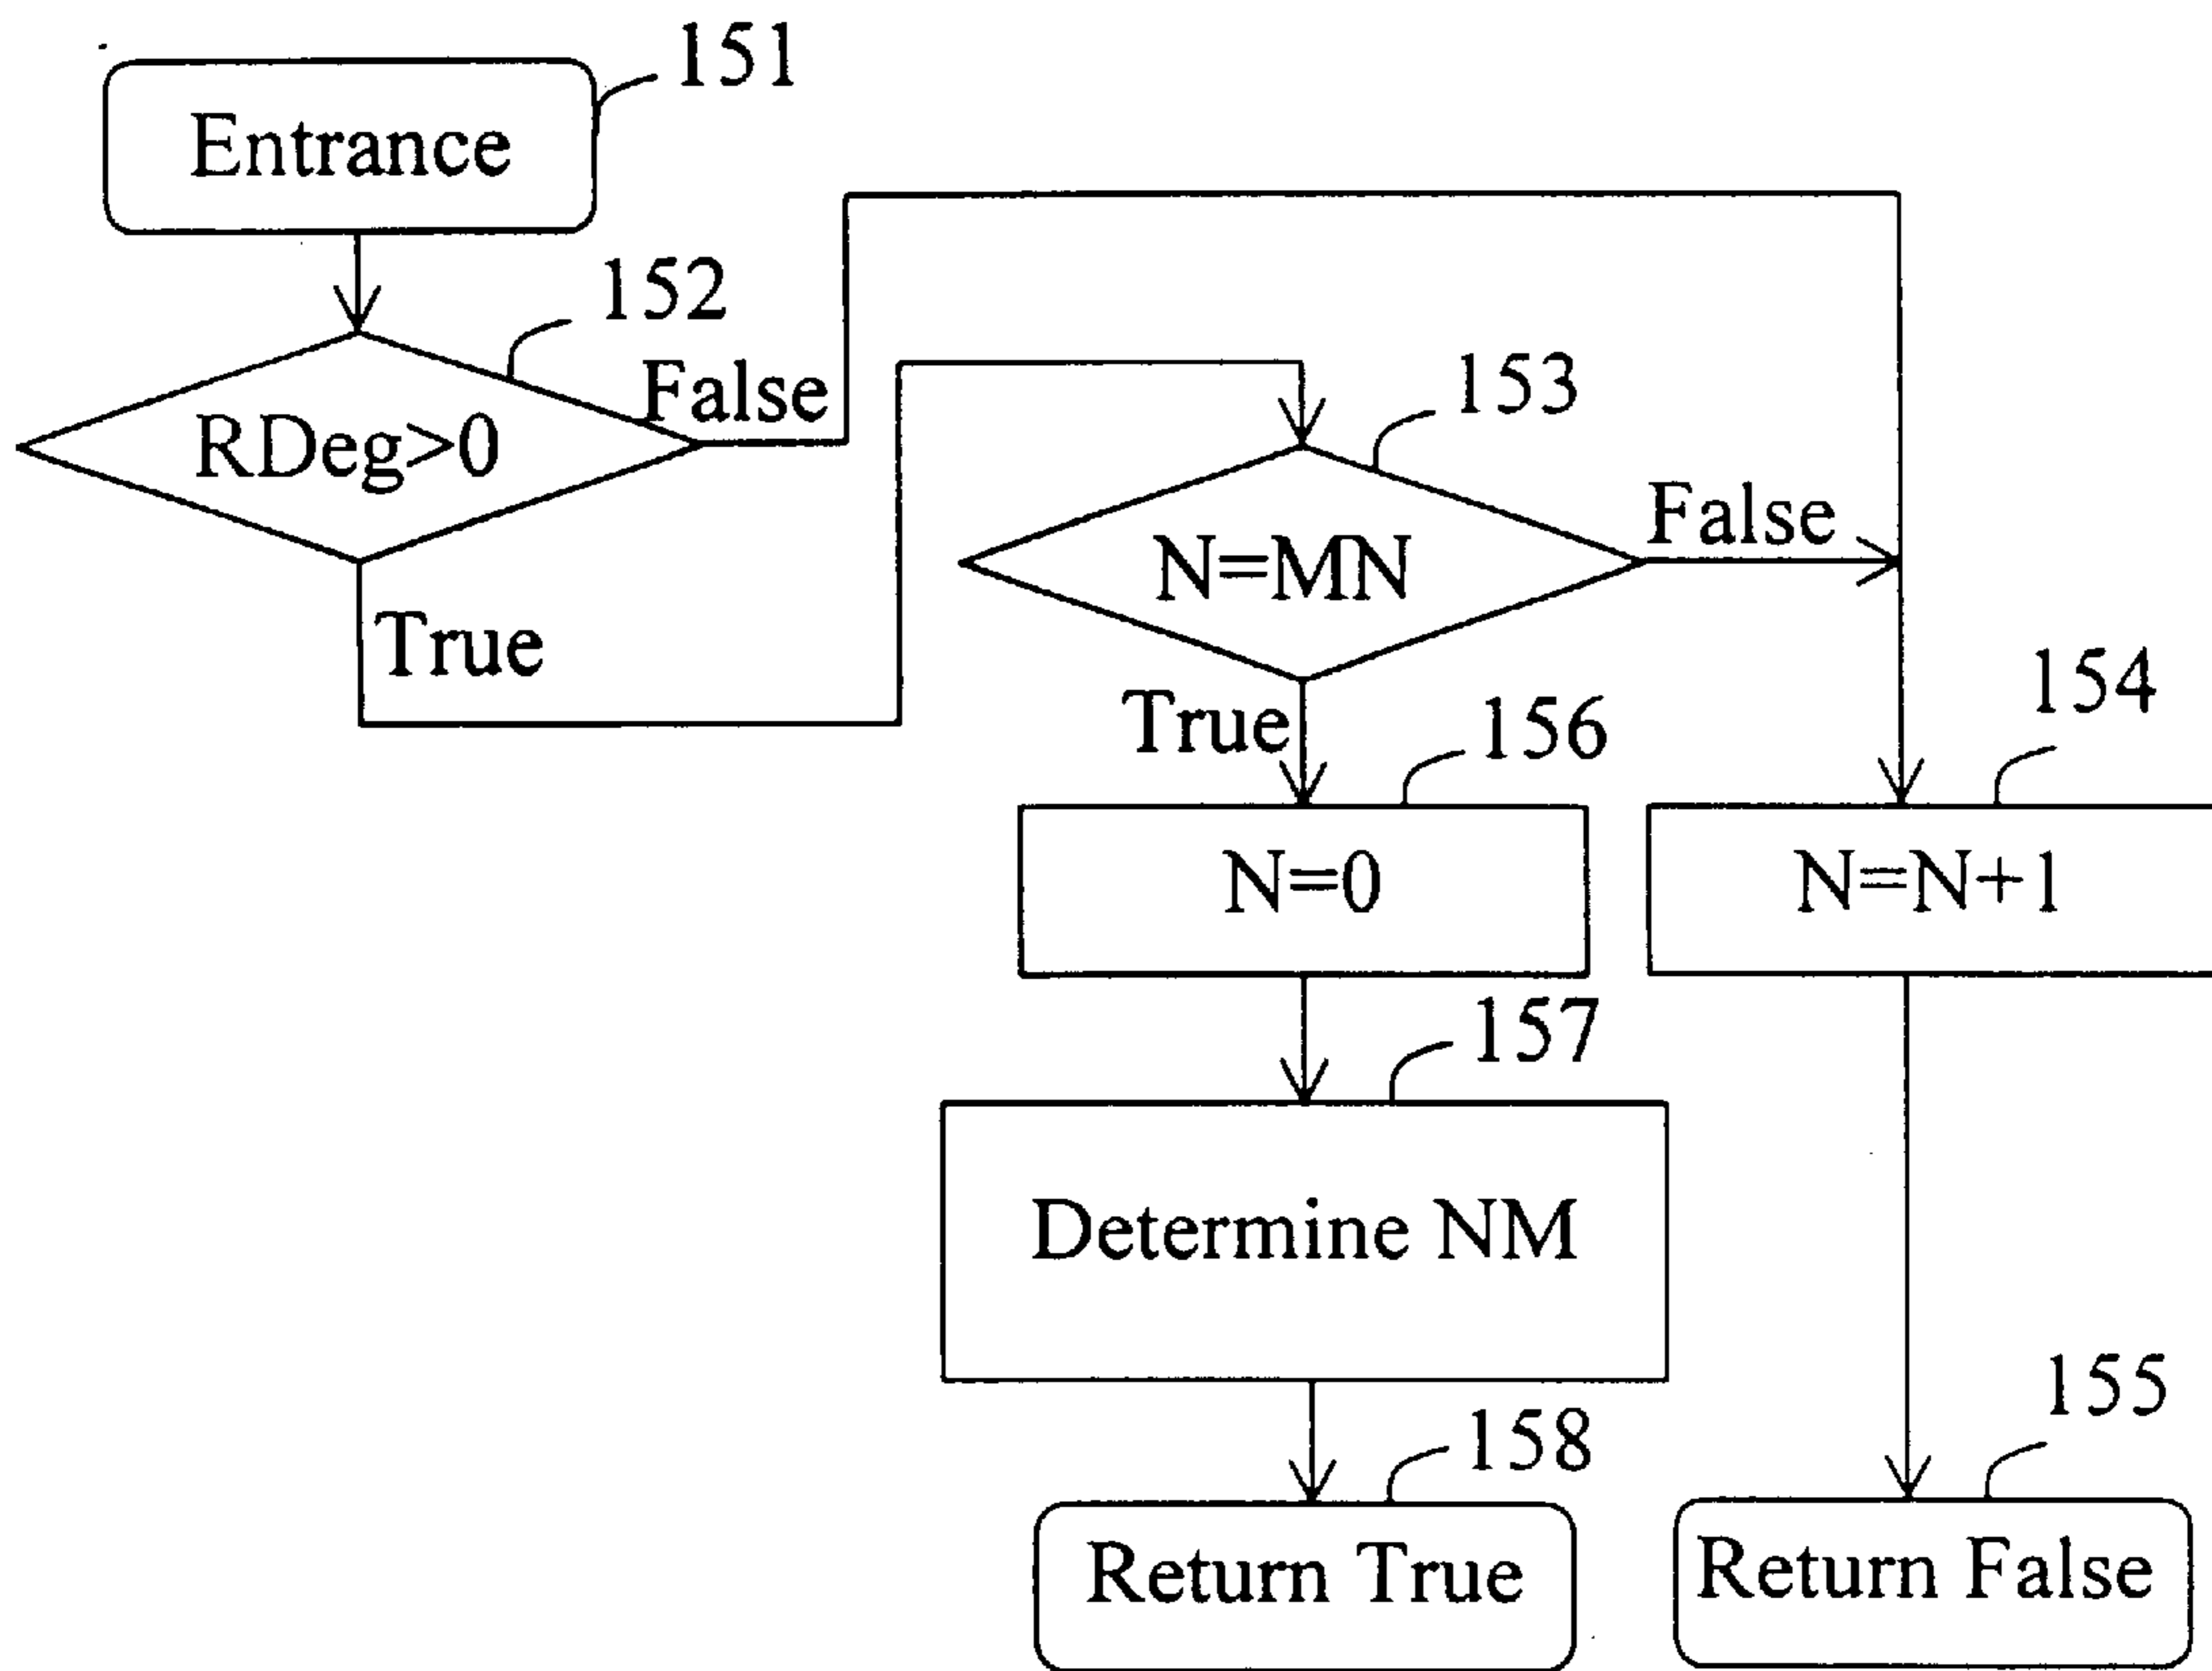 151
Entrance
152
False
RDeg>0
153
False
N=MN
True
154
True
156
N=0
N=N+1
157
Determine NM
155
158
Return True
Return False